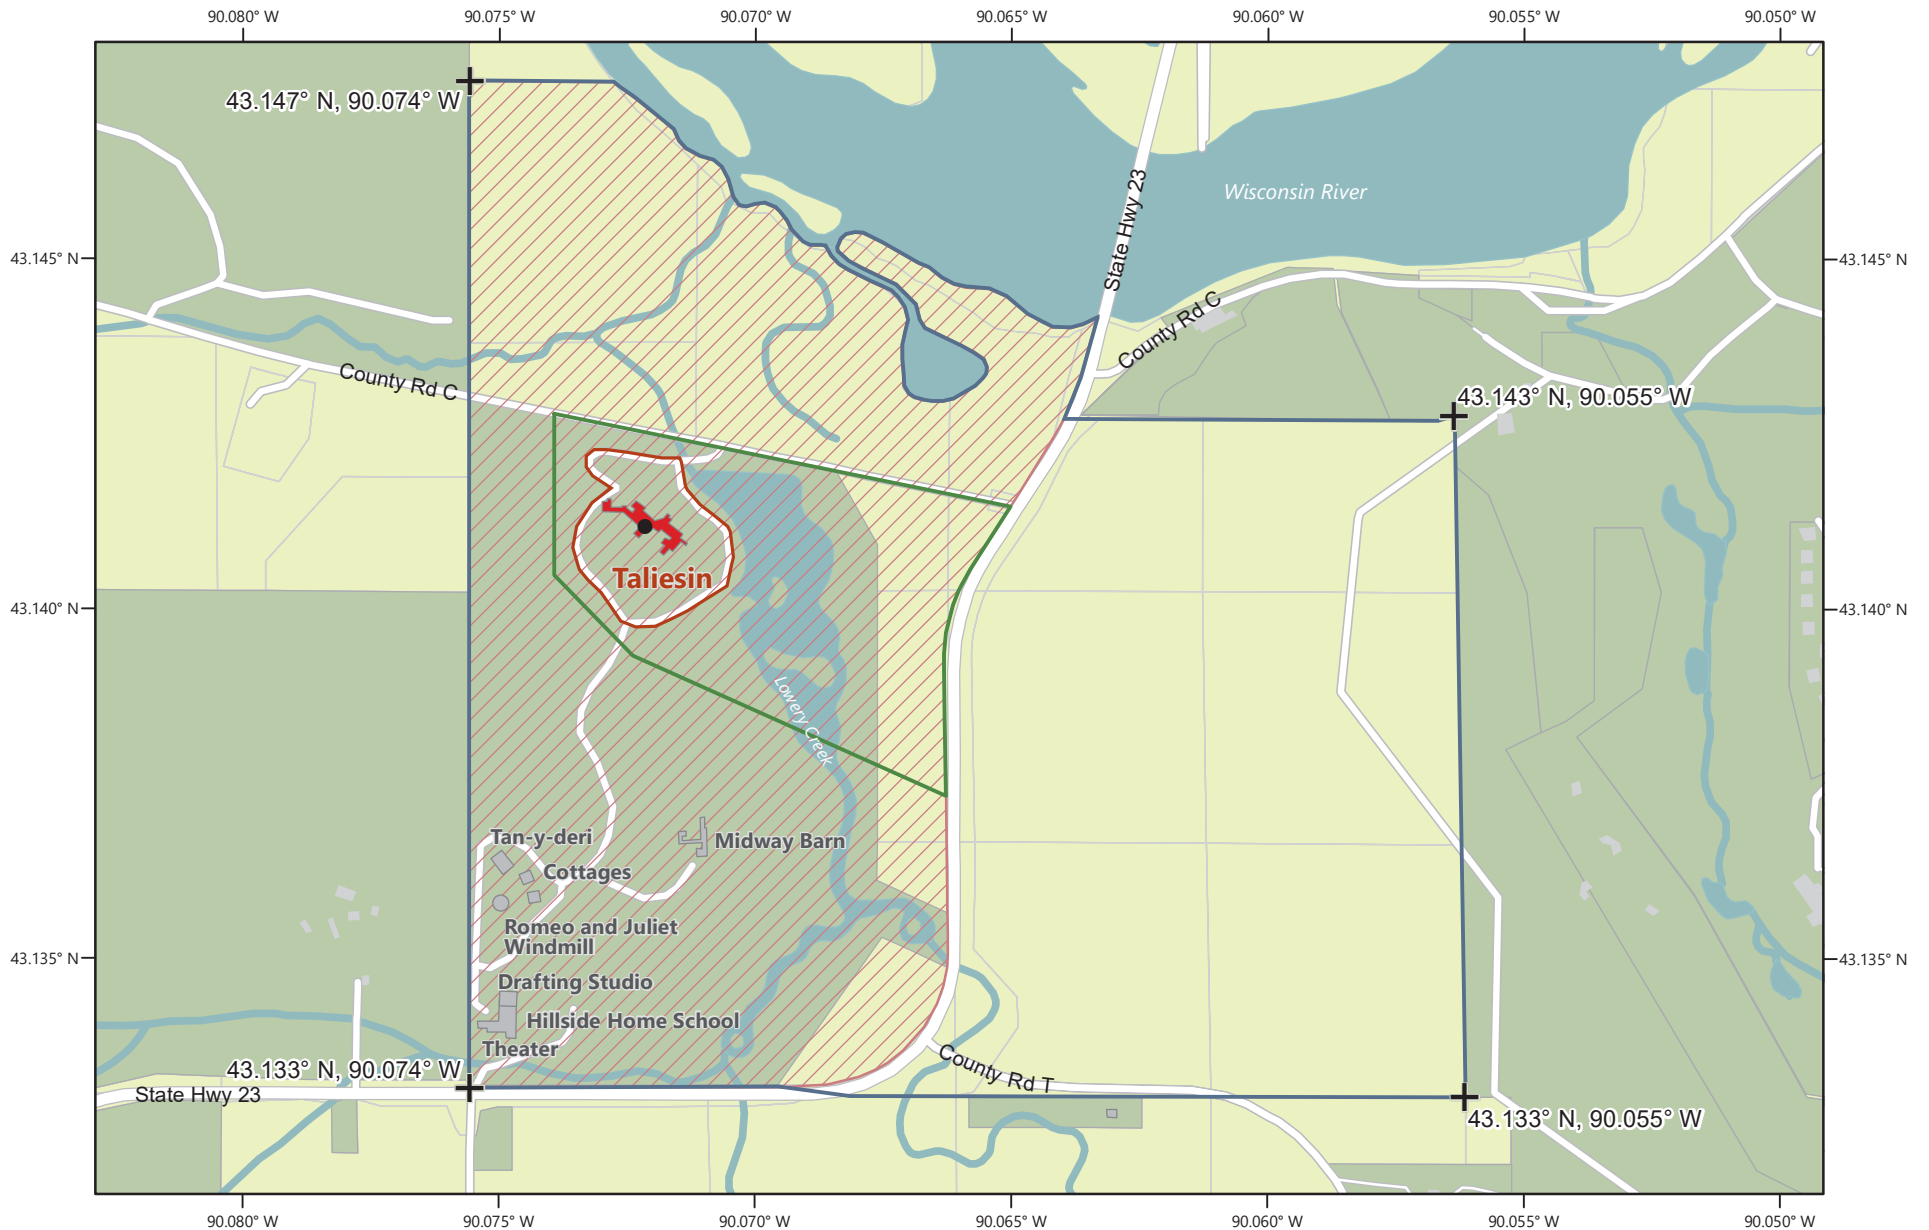 90.080° W
90.075° W
90.070° W
90.065° W
90.060° W
90.055° W
90.050° W
43.147° N, 90.074° W
State Hwy 23
Wisconsin River
43.145° N
43.145° N
County Rd C
County Rd C
43.143° N, 90.055° W
Taliesin
43.140° N
43.140° N
Lowery Creek
Tan-y-deri
Midway Barn
Cottages
Romeo and Juliet
Windmill
43.135° N
43.135° N
Drafting Studio
Hillside Home School
Theater
43.133° N, 90.074° W
County Rd T
State Hwy 23
43.133° N, 90.055° W
90.080° W
90.075° W
90.070° W
90.065° W
90.060° W
90.055° W
90.050° W